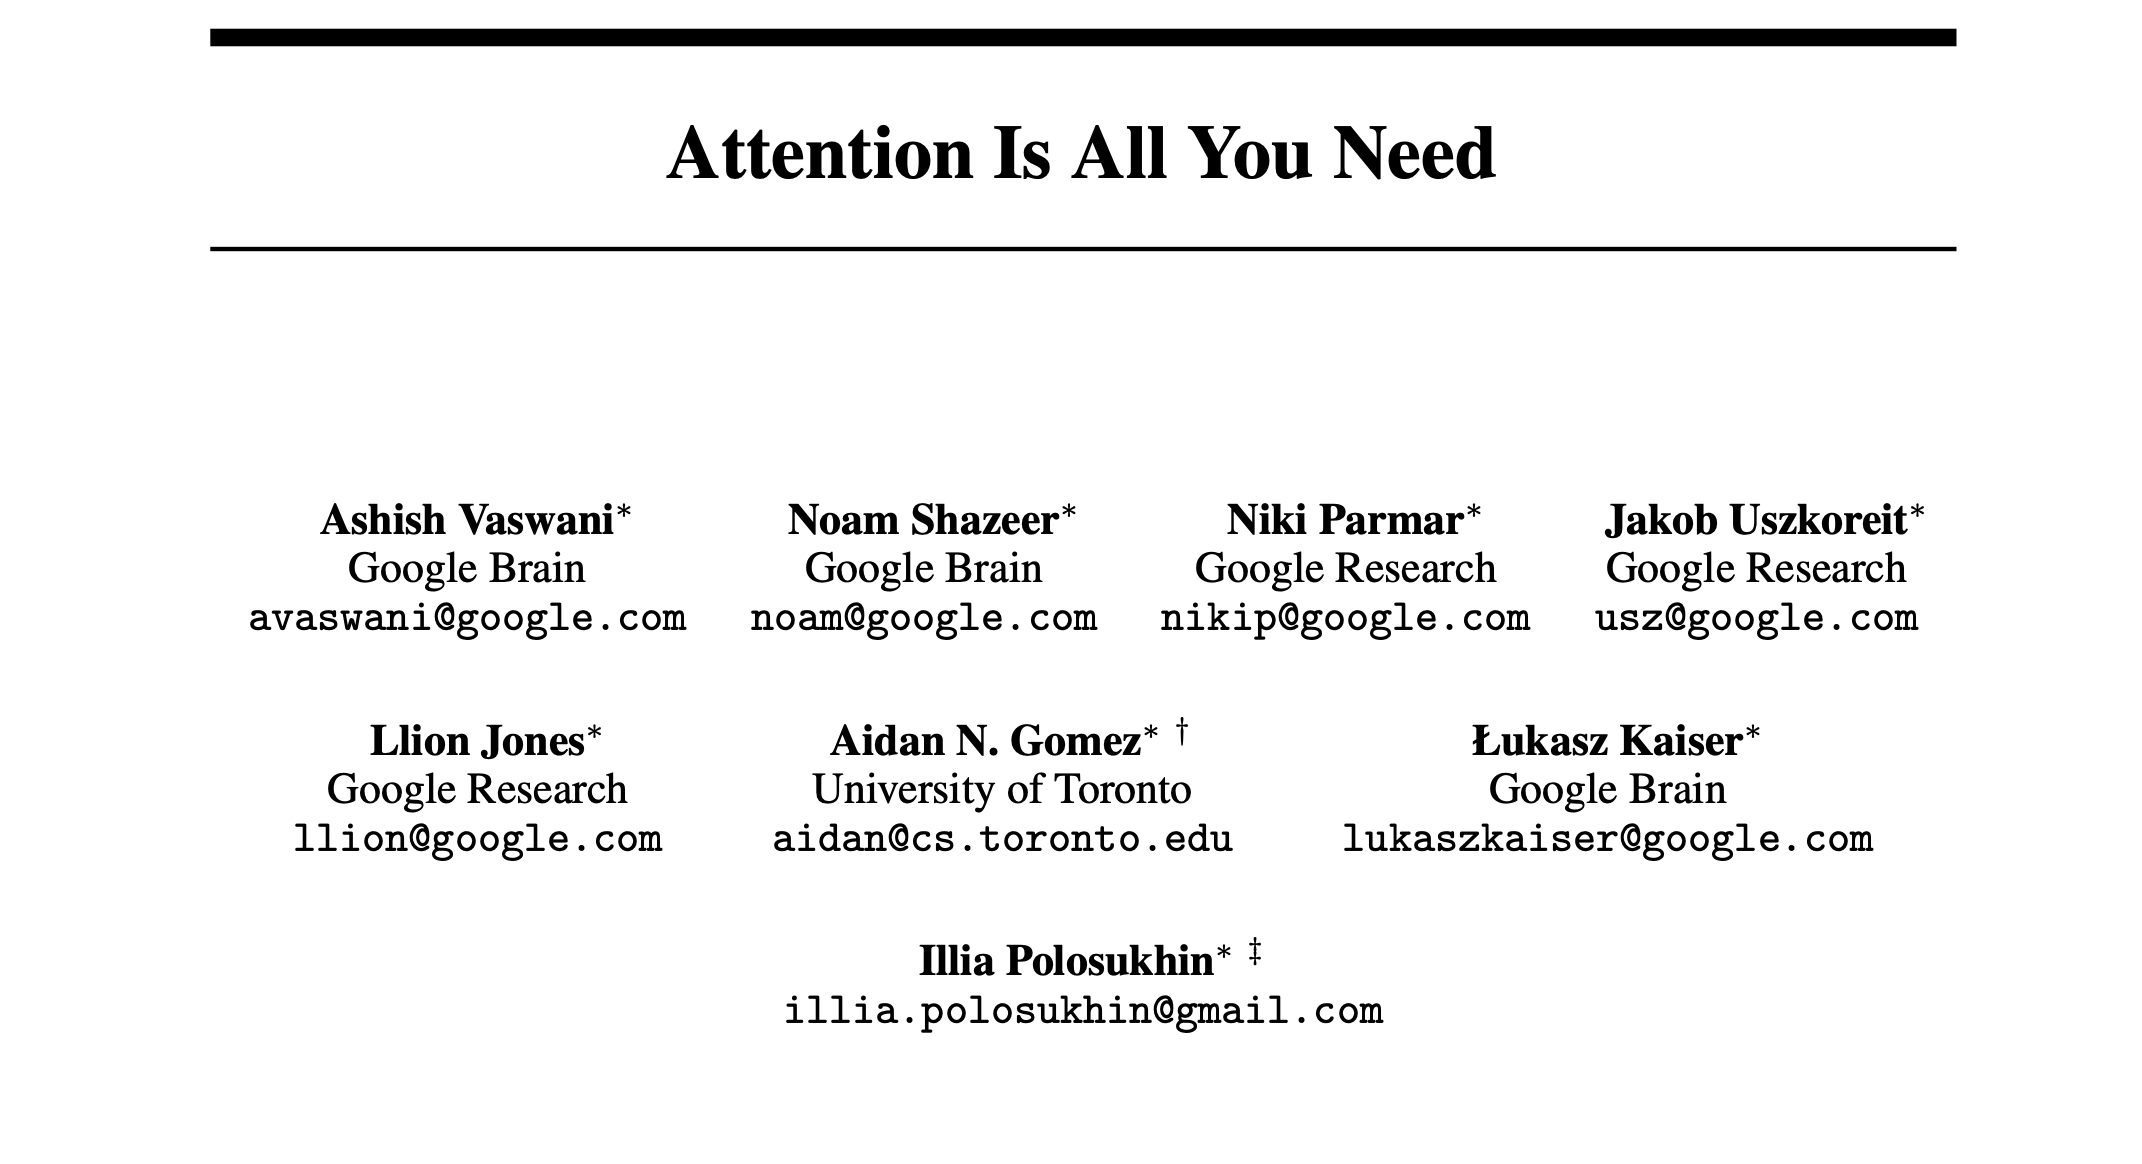 Attention Is All You Need
Ashish Vaswani* Noam Shazeer* Niki Parmar* Jakob Uszkoreit*
Google Brain Google Brain Google Research Google Research
avaswani@google.com noam@google.com nikip@google.com usz@google.com
Llion Jones* Aidan N. Gomez* † Łukasz Kaiser*
Google Research University of Toronto Google Brain
llion@google.com aidan@cs.toronto.edu lukaszkaiser@google.com
Illia Polosukhin* ‡
illia.polosukhin@gmail.com